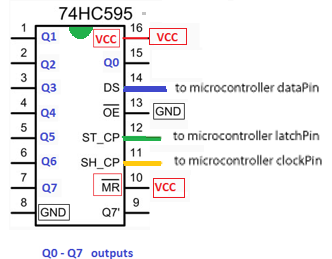 74HC595
1 Q1 VCC 16 VCC
2 Q2 Q0 15
3 Q3 DS 14 to microcontroller dataPin
4 Q4 OE 13 GND
5 Q5 ST_CP 12 to microcontroller latchPin
6 Q6 SH_CP 11 to microcontroller clockPin
7 Q7 MR 10 VCC
8 GND Q7' 9
Q0 - Q7 outputs